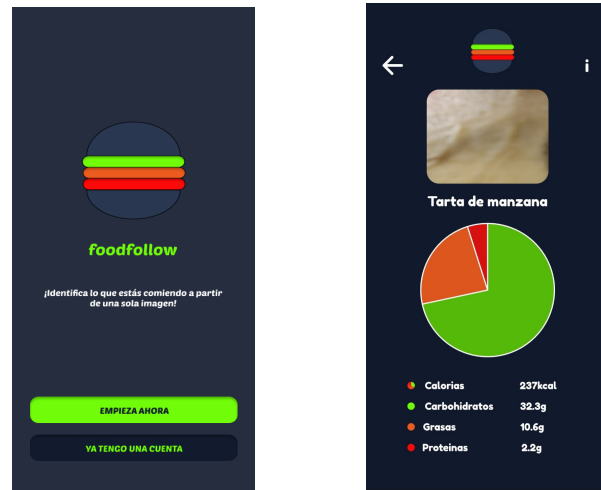 foodfollow
¡Identifica lo que estás comiendo a partir
de una sola imagen!
EMPIEZA AHORA
YA TENGO UNA CUENTA
i
Tarta de manzana
Calorias 237kcal
Carbohidratos 32.3g
Grasas 10.6g
Proteinas 2.2g